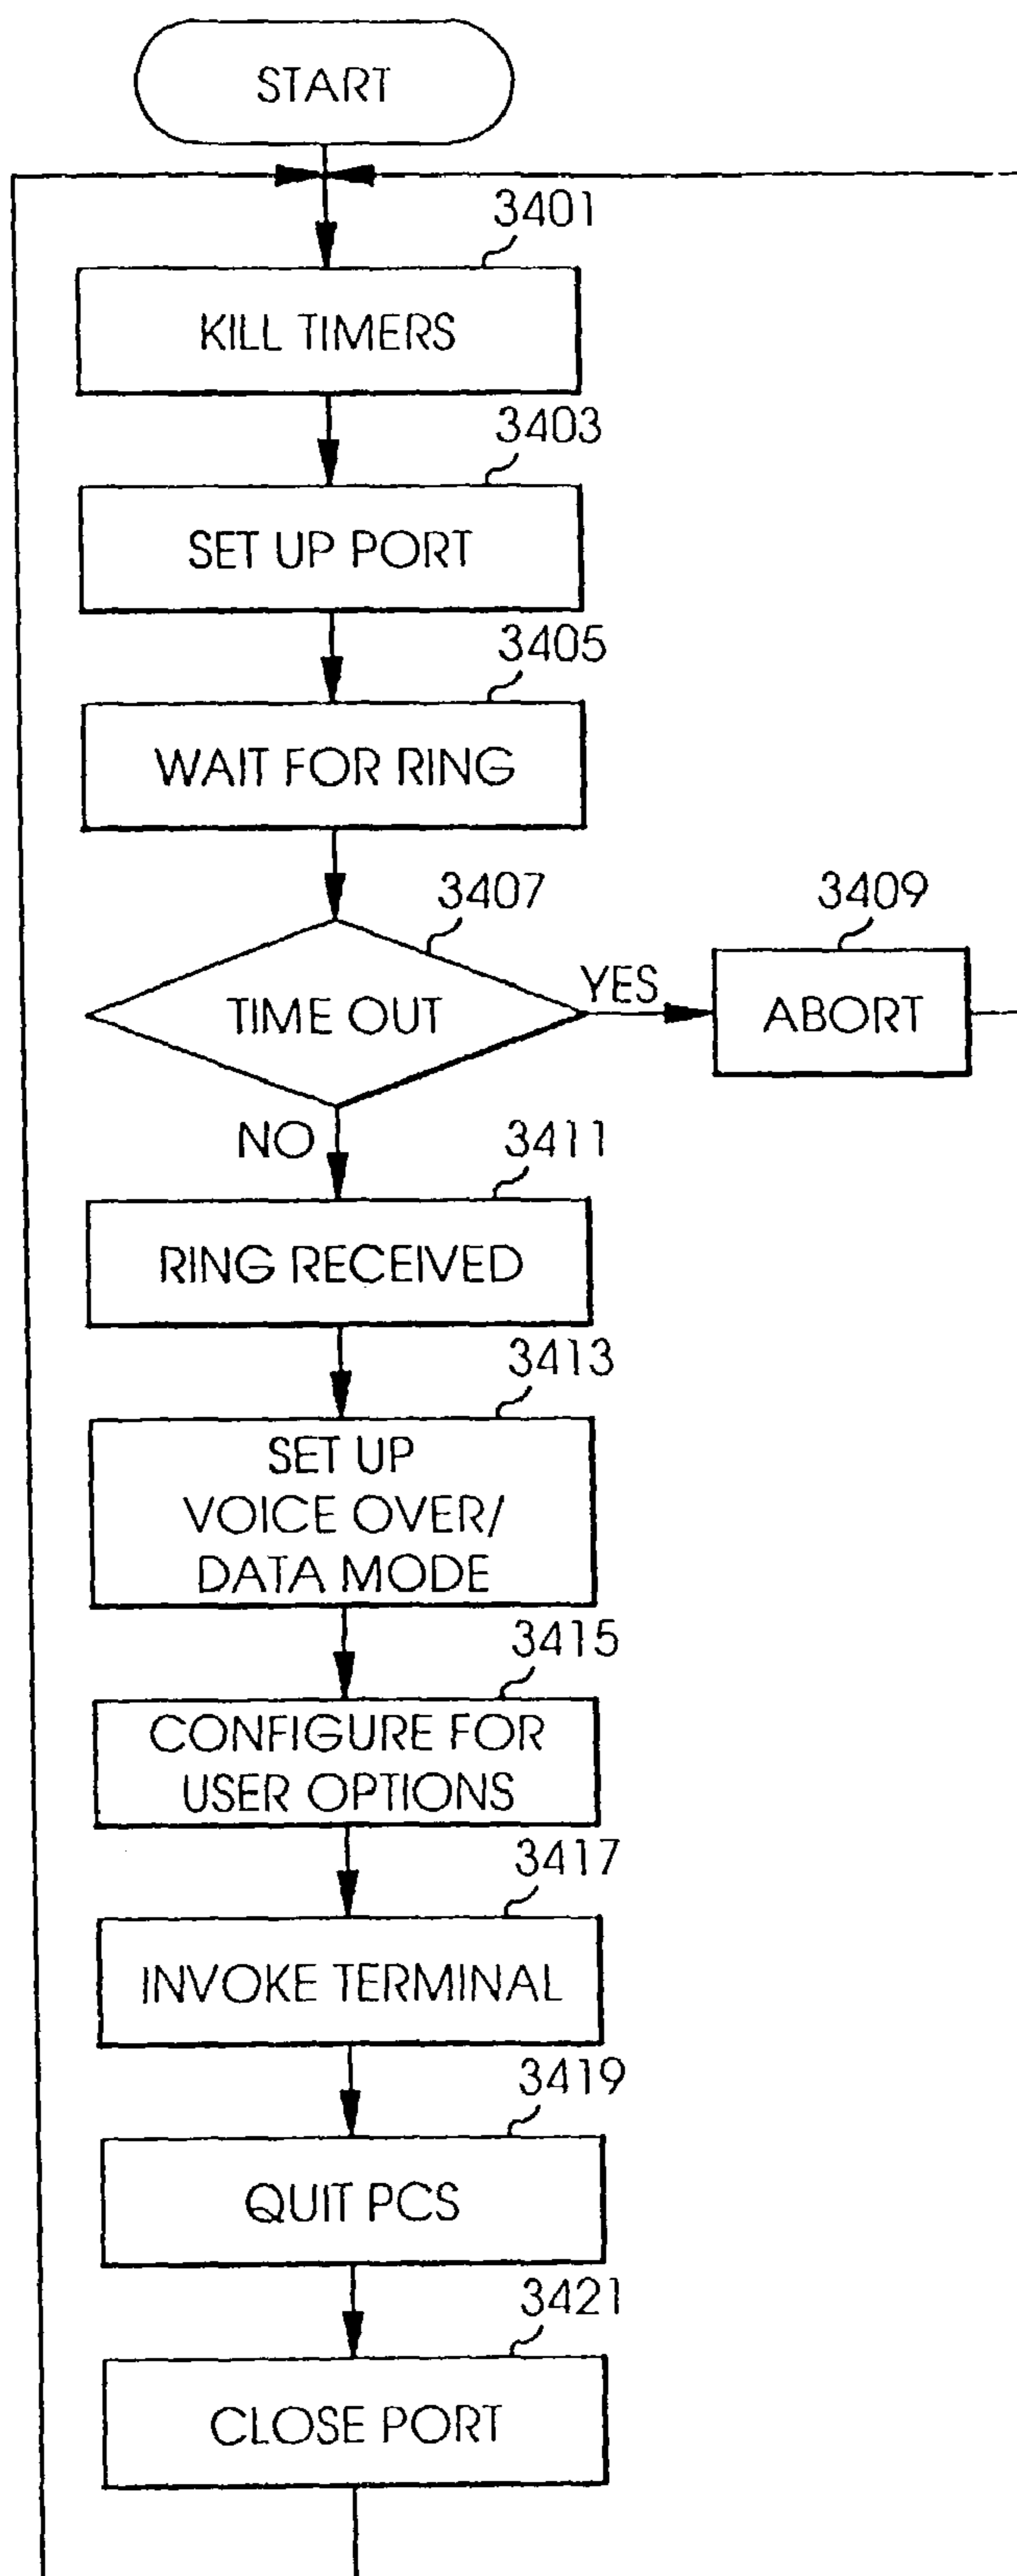 START
3401
KILL TIMERS
3403
SET UP PORT
3405
WAIT FOR RING
3407
3409
TIME OUT
YES
ABORT
NO
3411
RING RECEIVED
3413
SET UP
VOICE OVER/
DATA MODE
3415
CONFIGURE FOR
USER OPTIONS
3417
INVOKE TERMINAL
3419
QUIT PCS
3421
CLOSE PORT